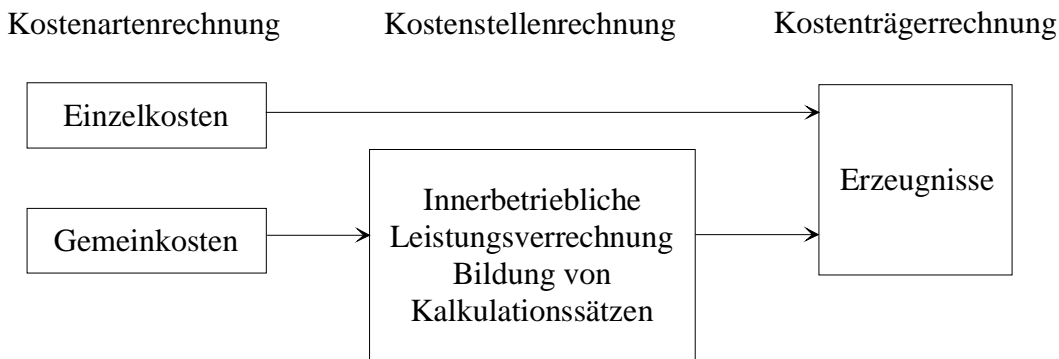 Kostenartenrechnung
Kostenstellenrechnung
Kostenträgerrechnung
Einzelkosten
Gemeinkosten
Innerbetriebliche
Leistungsverrechnung
Bildung von
Kalkulationssätzen
Erzeugnisse